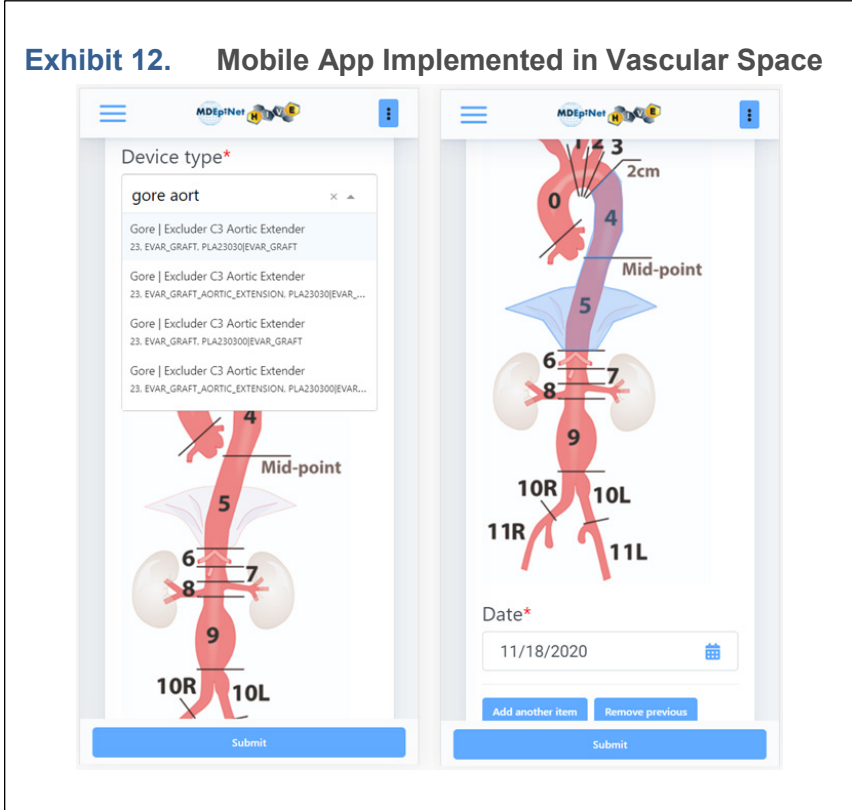 Exhibit 12. Mobile App Implemented in Vascular Space
MDEpiNet HIVE
Device type*
gore aort
Gore | Excluder C3 Aortic Extender
23, EVAR_GRAFT, PLA23030|EVAR_GRAFT
Gore | Excluder C3 Aortic Extender
23, EVAR_GRAFT_AORTIC_EXTENSION, PLA23030|EVAR_...
Gore | Excluder C3 Aortic Extender
23, EVAR_GRAFT, PLA230300|EVAR_GRAFT
Gore | Excluder C3 Aortic Extender
23, EVAR_GRAFT_AORTIC_EXTENSION, PLA230300|EVAR...
4
Mid-point
5
6
7
8
9
10R
10L
Submit
MDEpiNet HIVE
1 2 3
2cm
0
4
Mid-point
5
6
7
8
9
10R
10L
11R
11L
Date*
11/18/2020
Add another item Remove previous
Submit